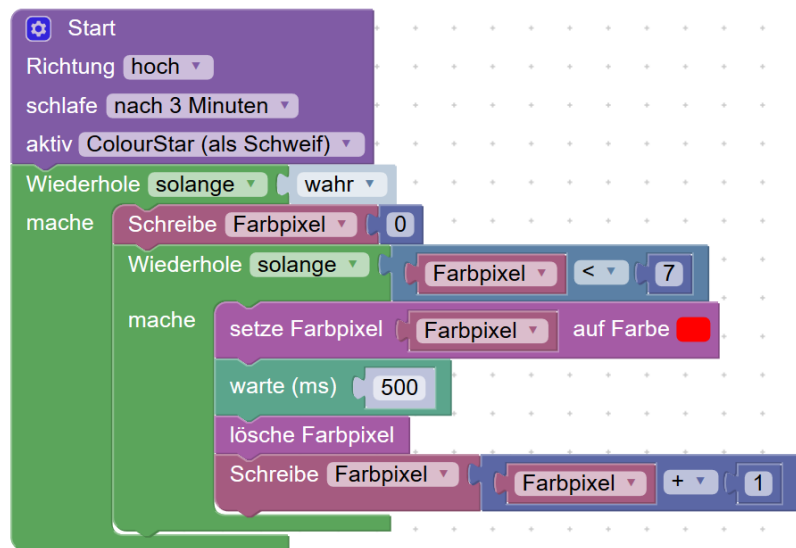 Start
Richtung hoch
schlafe nach 3 Minuten
aktiv ColourStar (als Schweif)
Wiederhole solange wahr
mache Schreibe Farbpixel 0
Wiederhole solange Farbpixel < 7
mache setze Farbpixel Farbpixel auf Farbe
warte (ms) 500
lösche Farbpixel
Schreibe Farbpixel Farbpixel + 1